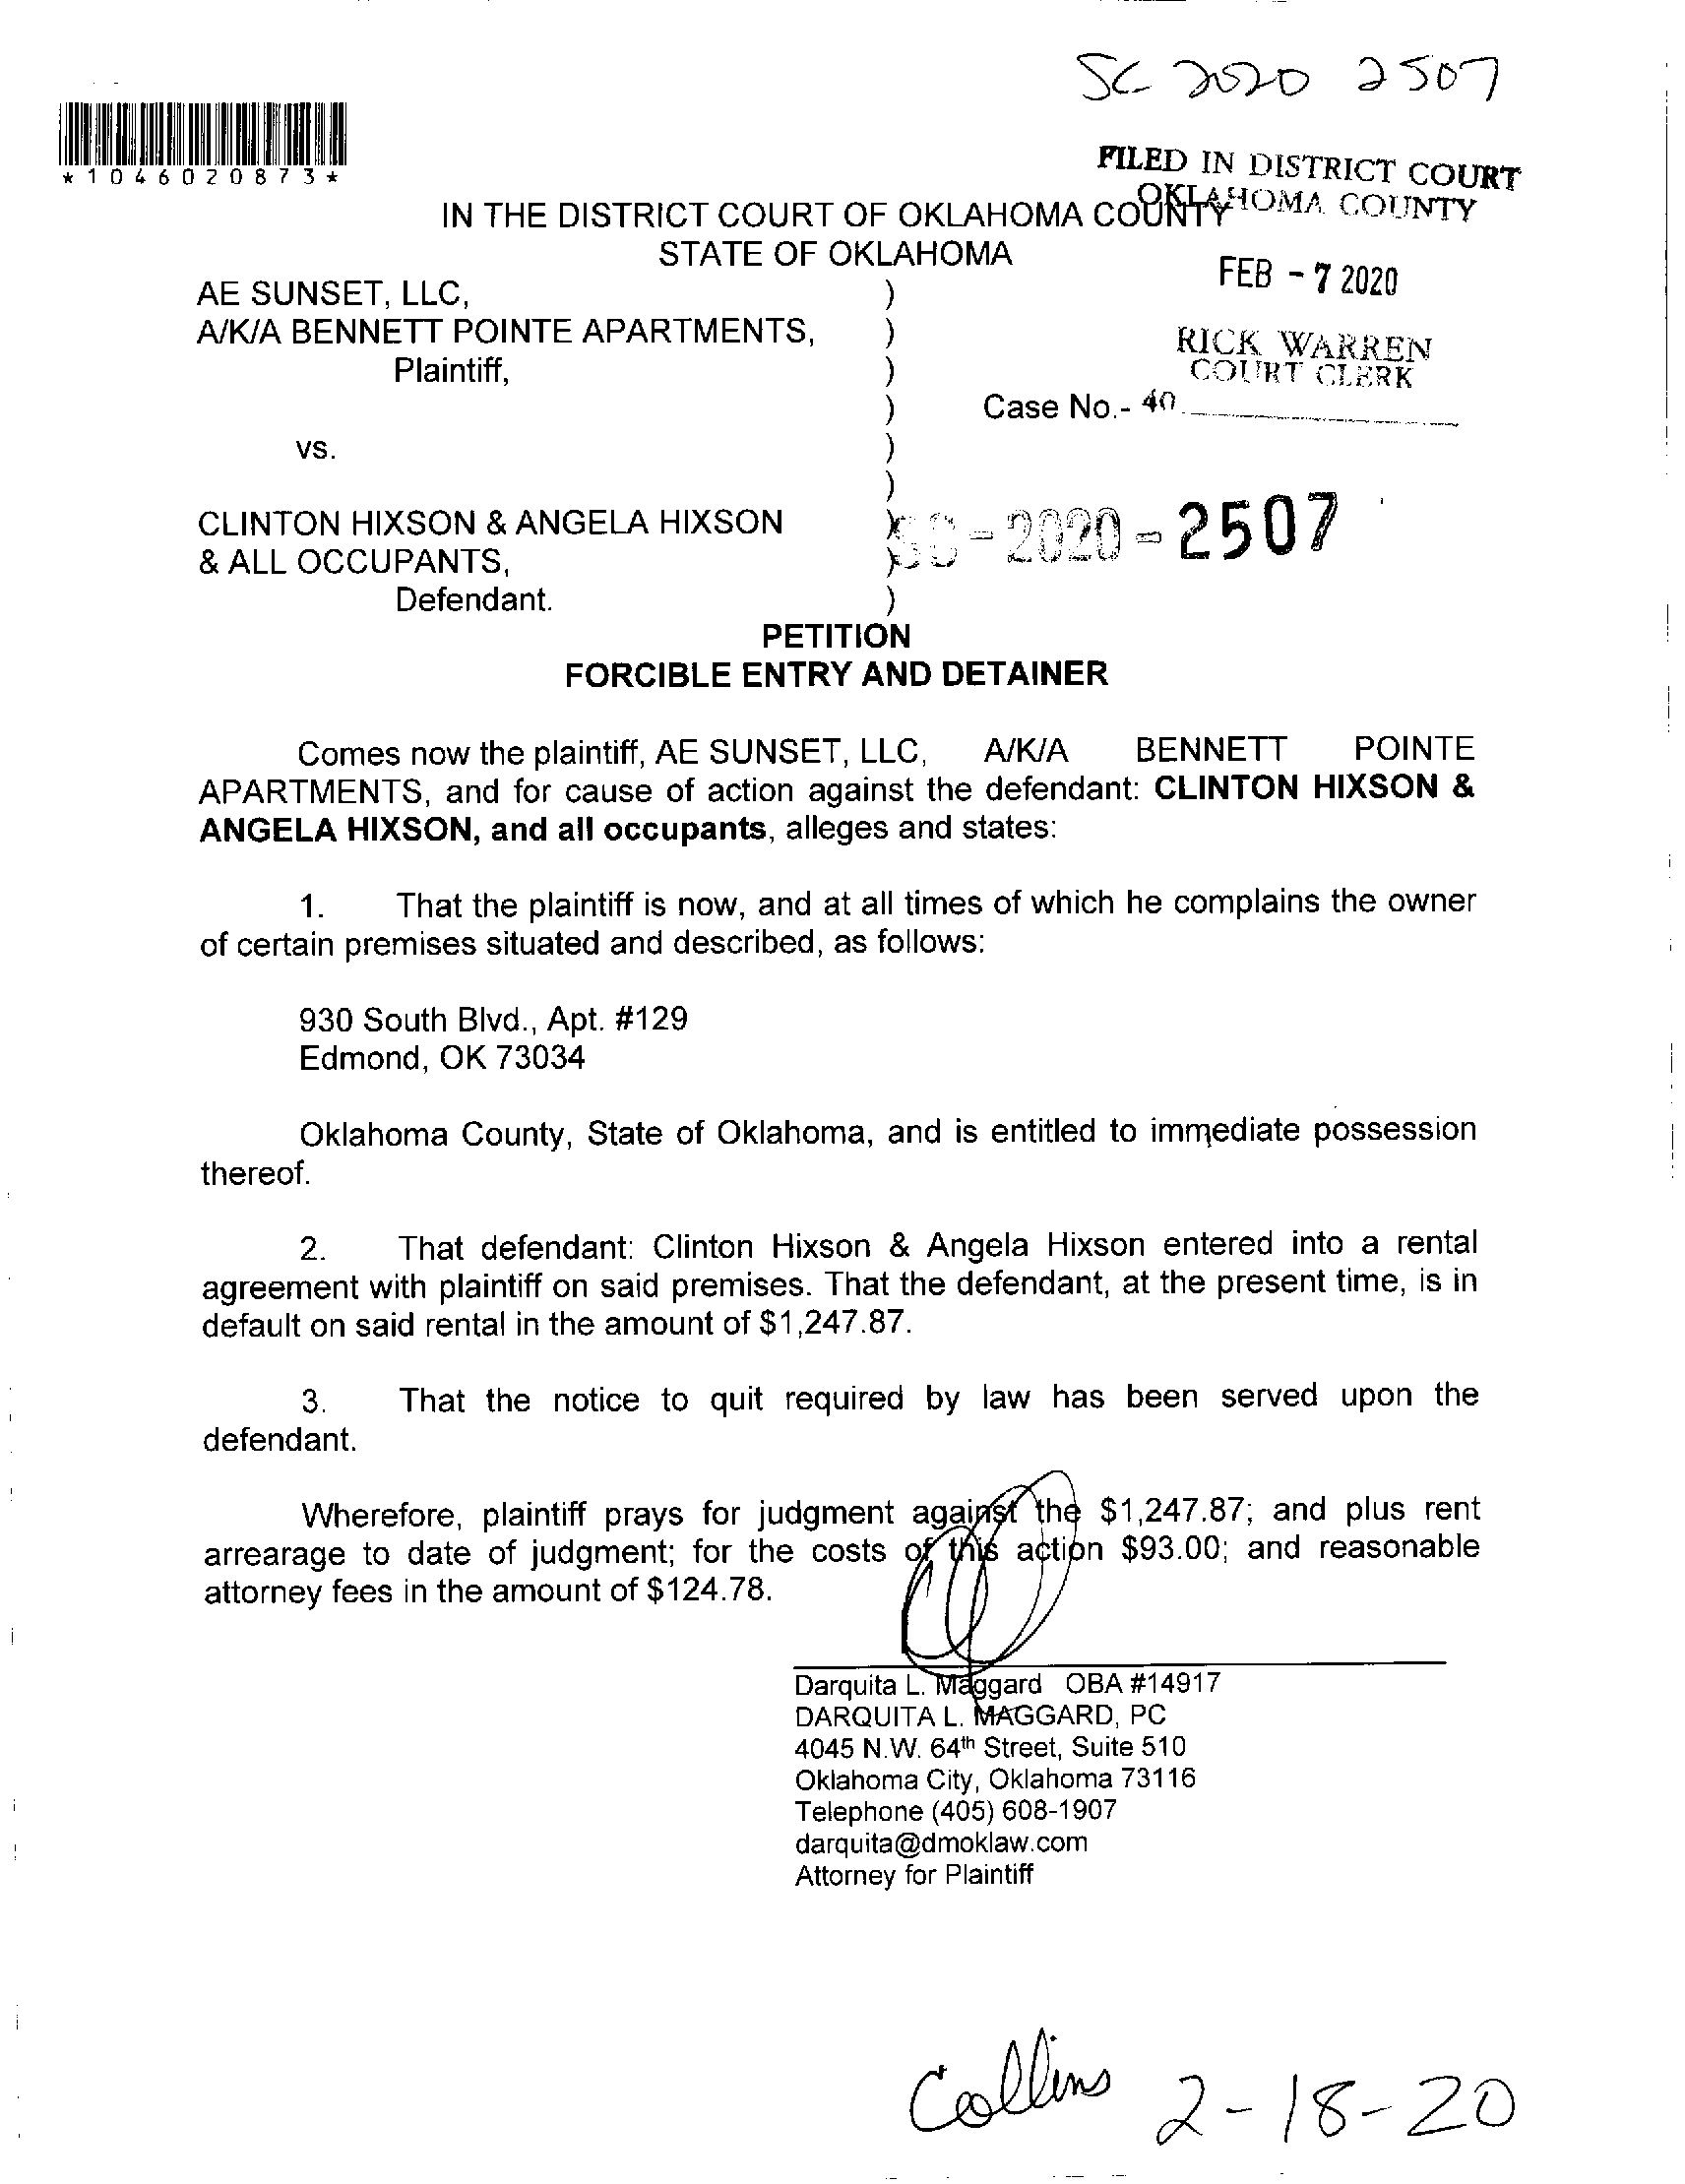 SC 2020 2507
*1046020873*
FILED IN DISTRICT COURT
OKLAHOMA COUNTY
IN THE DISTRICT COURT OF OKLAHOMA COUNTY
STATE OF OKLAHOMA
FEB - 7 2020
AE SUNSET, LLC, )
A/K/A BENNETT POINTE APARTMENTS, )
RICK WARREN
COURT CLERK
Plaintiff, )
) Case No.- 40
vs. )
)
CLINTON HIXSON & ANGELA HIXSON )
SC - 2020 - 2507
& ALL OCCUPANTS, )
Defendant. )
PETITION
FORCIBLE ENTRY AND DETAINER
Comes now the plaintiff, AE SUNSET, LLC, A/K/A BENNETT POINTE
APARTMENTS, and for cause of action against the defendant: CLINTON HIXSON &
ANGELA HIXSON, and all occupants, alleges and states:
1. That the plaintiff is now, and at all times of which he complains the owner
of certain premises situated and described, as follows:
930 South Blvd., Apt. #129
Edmond, OK 73034
Oklahoma County, State of Oklahoma, and is entitled to immediate possession
thereof.
2. That defendant: Clinton Hixson & Angela Hixson entered into a rental
agreement with plaintiff on said premises. That the defendant, at the present time, is in
default on said rental in the amount of $1,247.87.
3. That the notice to quit required by law has been served upon the
defendant.
Wherefore, plaintiff prays for judgment against the $1,247.87; and plus rent
arrearage to date of judgment; for the costs of this action $93.00; and reasonable
attorney fees in the amount of $124.78.
Darquita L. Maggard OBA #14917
DARQUITA L. MAGGARD, PC
4045 N.W. 64th Street, Suite 510
Oklahoma City, Oklahoma 73116
Telephone (405) 608-1907
darquita@dmoklaw.com
Attorney for Plaintiff
Collins 2-18-20